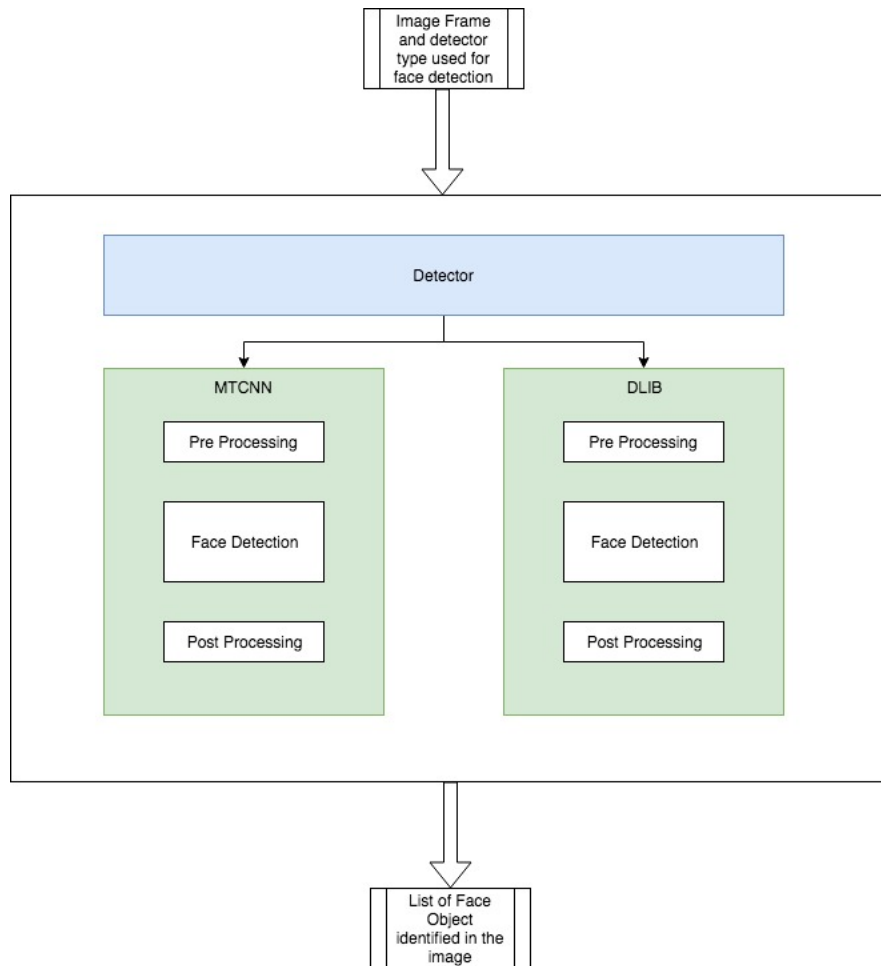 Image Frame
and detector
type used for
face detection
Detector
MTCNN
Pre Processing
Face Detection
Post Processing
DLIB
Pre Processing
Face Detection
Post Processing
List of Face
Object
identified in the
image